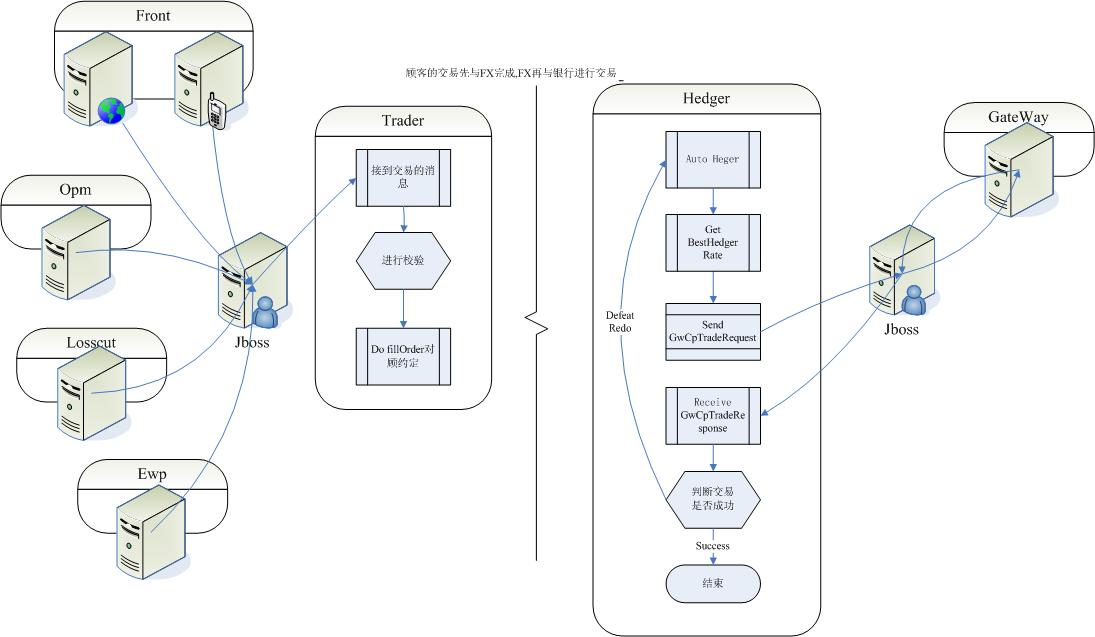 Front
顾客的交易先与FX完成,FX再与银行进行交易_
Hedger
Trader
GateWay
Auto Heger
接到交易的消
息
Opm
Get
BestHedger
Rate
进行校验
Defeat
Redo
Send
GwCpTradeRequest
Jboss
Jboss
Losscut
Do fillOrder对
顾约定
Receive
GwCpTradeRe
sponse
Ewp
判断交易
是否成功
Success
结束